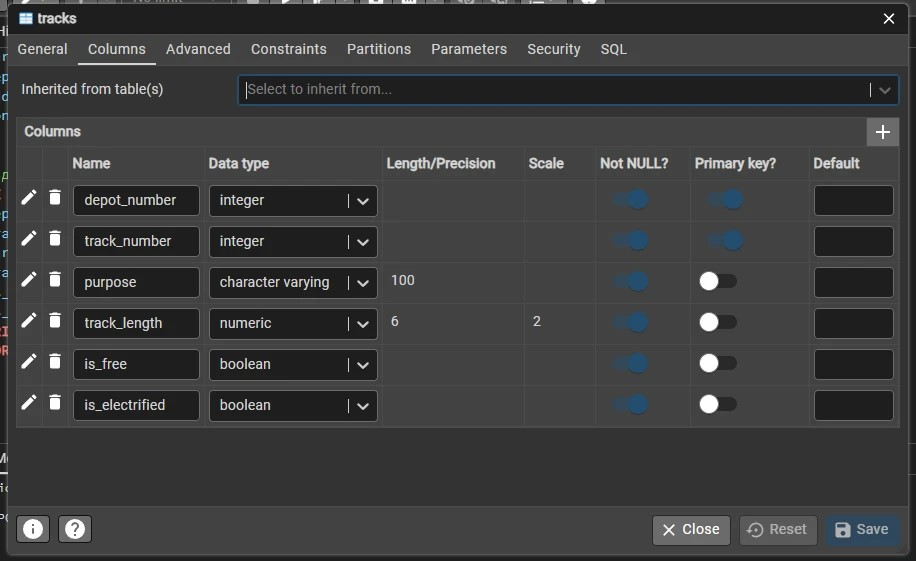 No limit
tracks
General Columns Advanced Constraints Partitions Parameters Security SQL
Inherited from table(s) Select to inherit from...
Columns
Name Data type Length/Precision Scale Not NULL? Primary key? Default
depot_number integer
track_number integer
purpose character varying 100
track_length numeric 6 2
is_free boolean
is_electrified boolean
Close Reset Save